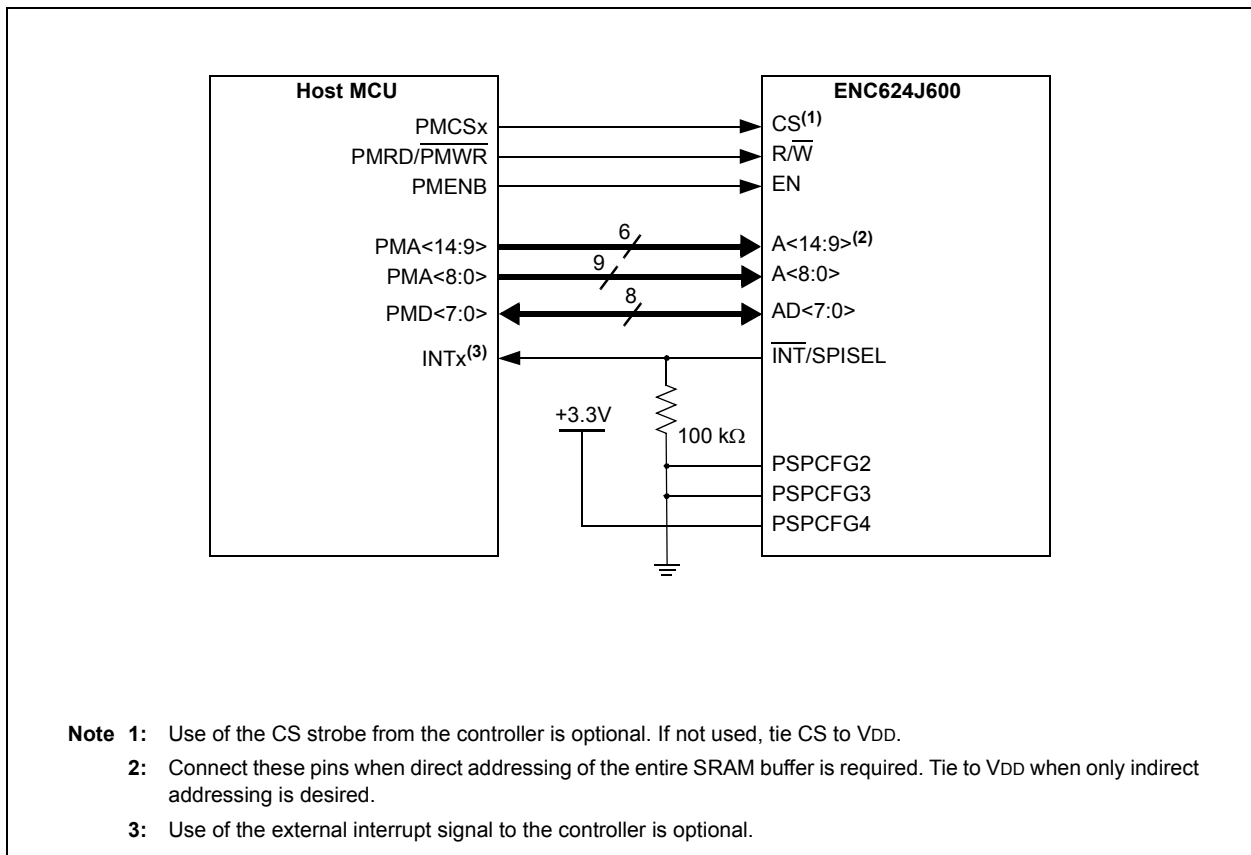 Host MCU
ENC624J600
PMCSx
CS(1)
PMRD/PMWR
R/W
PMENB
EN
PMA<14:9>
6
A<14:9>(2)
PMA<8:0>
9
A<8:0>
PMD<7:0>
8
AD<7:0>
INTx(3)
INT/SPISEL
+3.3V
100 kΩ
PSPCFG2
PSPCFG3
PSPCFG4
Note 1: Use of the CS strobe from the controller is optional. If not used, tie CS to VDD.
2: Connect these pins when direct addressing of the entire SRAM buffer is required. Tie to VDD when only indirect
addressing is desired.
3: Use of the external interrupt signal to the controller is optional.